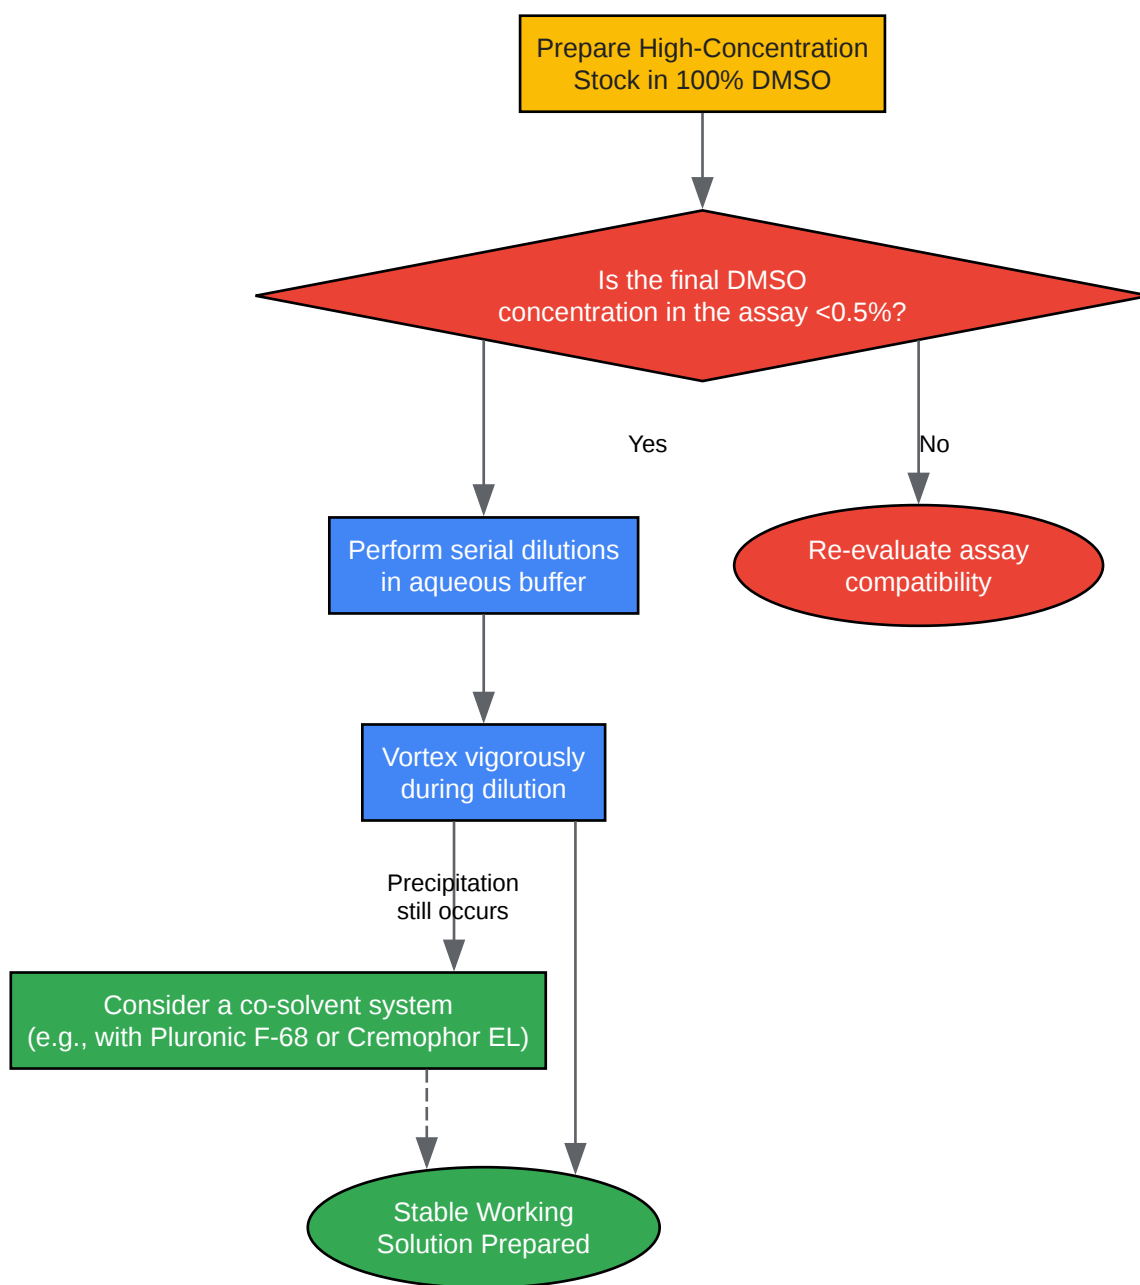 Prepare High-Concentration
Stock in 100% DMSO
Is the final DMSO
concentration in the assay <0.5%?
Yes
No
Perform serial dilutions
in aqueous buffer
Re-evaluate assay
compatibility
Vortex vigorously
during dilution
Precipitation
still occurs
Consider a co-solvent system
(e.g., with Pluronic F-68 or Cremophor EL)
Stable Working
Solution Prepared